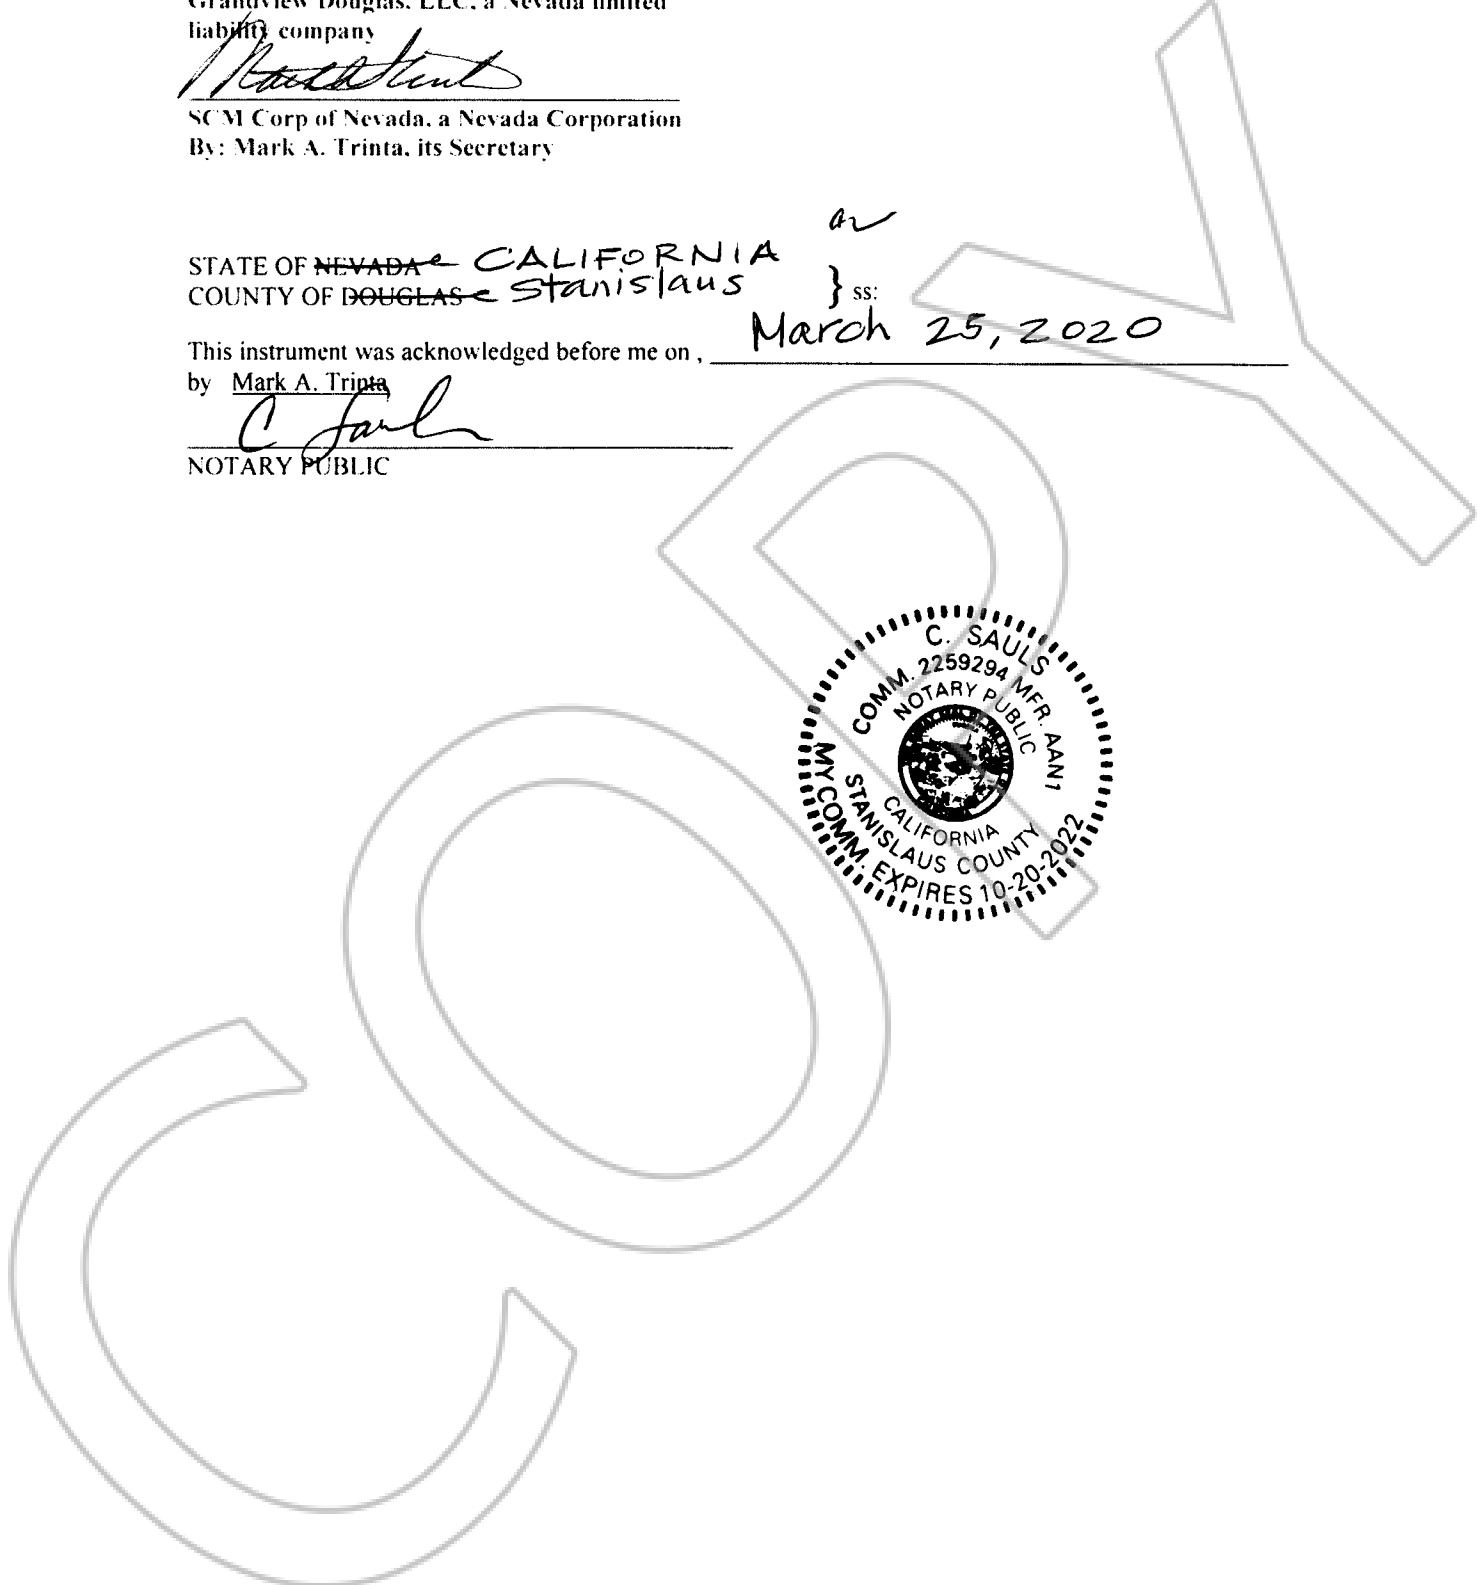 Grandview Douglas, LLC, a Nevada limited
liability company
SCM Corp of Nevada, a Nevada Corporation
By: Mark A. Trinta, its Secretary
STATE OF NEVADA CALIFORNIA
COUNTY OF DOUGLAS Stanislaus } ss:
This instrument was acknowledged before me on , March 25, 2020
by Mark A. Trinta
C Sauls
NOTARY PUBLIC
C. SAULS
COMM. 2259294 MFR. AAN1
NOTARY PUBLIC
CALIFORNIA
STANISLAUS COUNTY
MY COMM. EXPIRES 10-20-2022
COPY